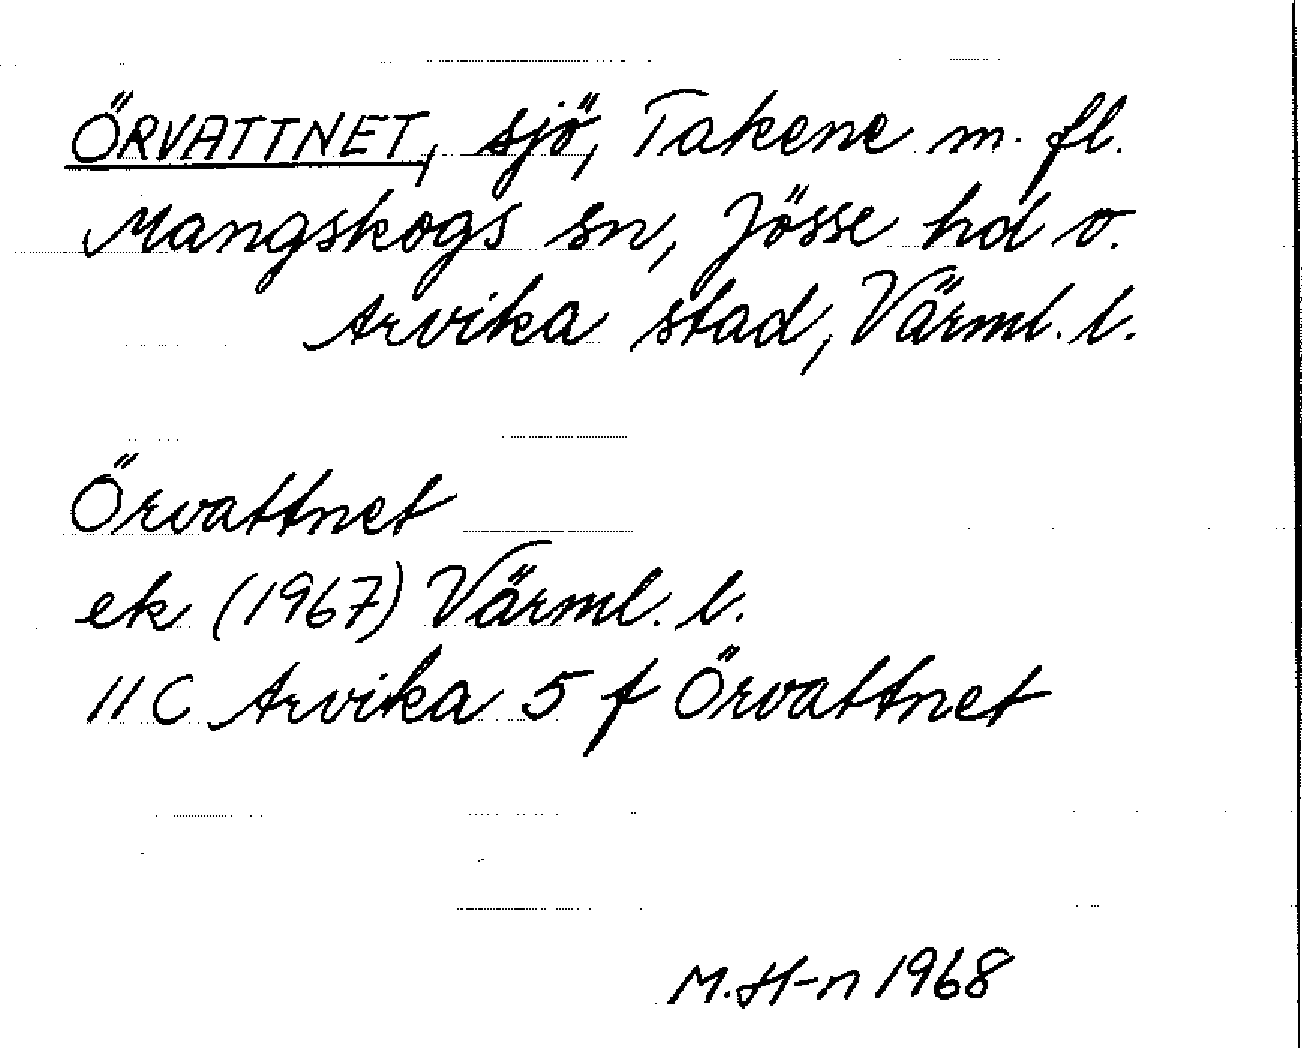 ÖRVATTNET, sjö, Takene m. fl.
Mangskogs sn, Jösse hd o.
Arvika stad, Värml. l.
Örvattnet
ek (1967) Värml. l.
11 C Arvika 5 f Örvattnet
M.H-n 1968